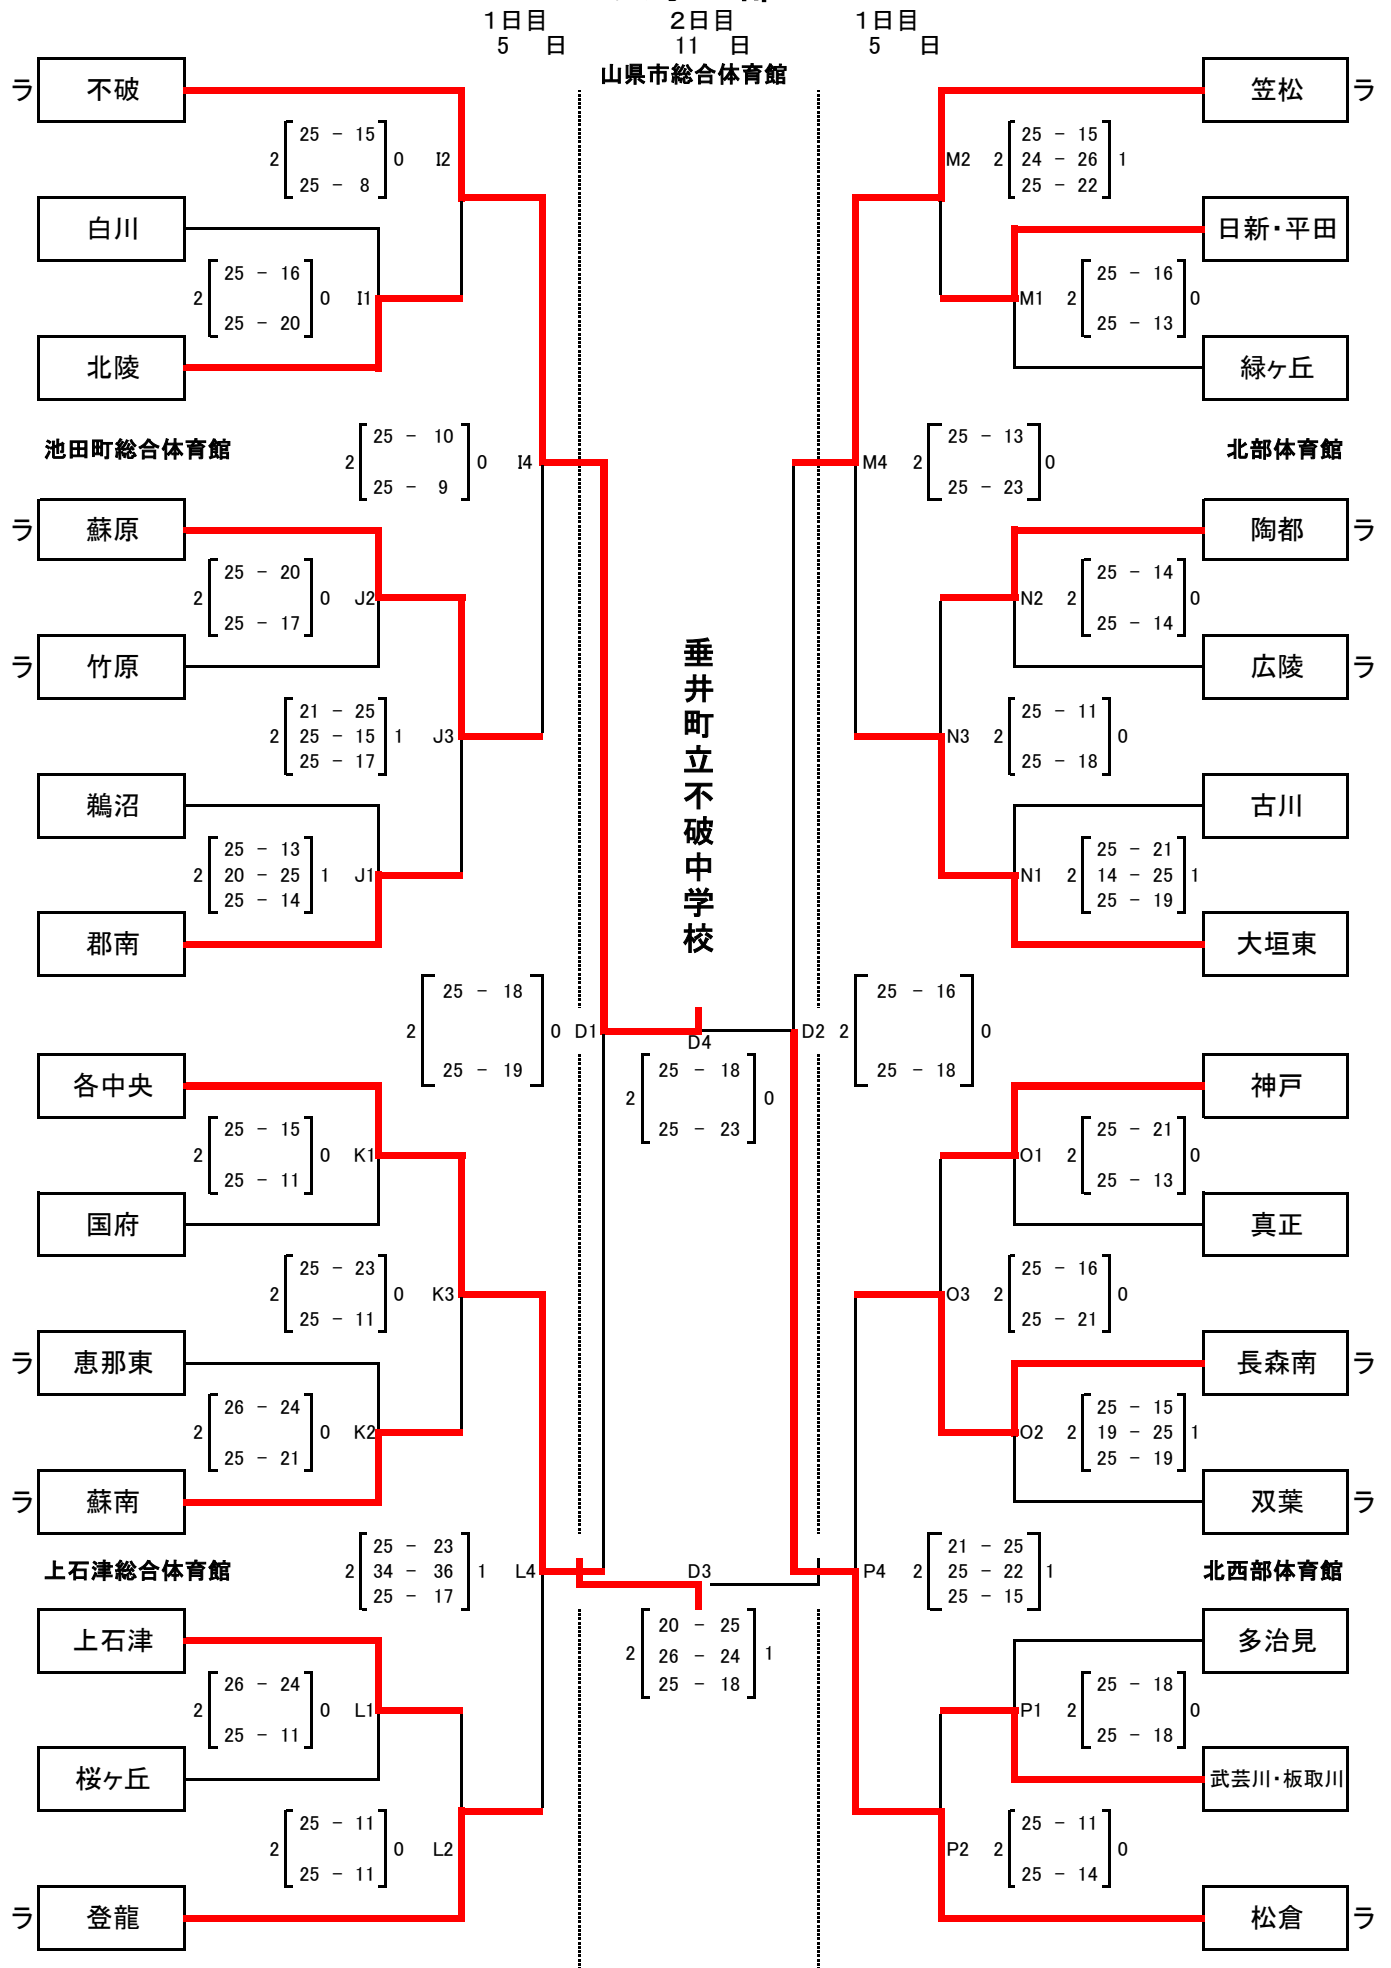 1日目 2日目 1日目
5 日 11 日 5 日
山県市総合体育館
ラ 不破
2 25 - 15 0 I2
25 - 8
白川
2 25 - 16 0 I1
25 - 20
北陵
池田町総合体育館
2 25 - 10 0 I4
25 - 9
ラ 蘇原
2 25 - 20 0 J2
25 - 17
ラ 竹原
21 - 25
2 25 - 15 1 J3
25 - 17
鵜沼
25 - 13
2 20 - 25 1 J1
25 - 14
郡南
2 25 - 18 0 D1
25 - 19
各中央
2 25 - 15 0 K1
25 - 11
国府
2 25 - 23 0 K3
25 - 11
ラ 恵那東
2 26 - 24 0 K2
25 - 21
ラ 蘇南
上石津総合体育館
25 - 23
2 34 - 36 1 L4
25 - 17
上石津
2 26 - 24 0 L1
25 - 11
桜ヶ丘
2 25 - 11 0 L2
25 - 11
ラ 登龍
垂井町立不破中学校
D4
2 25 - 18 0
25 - 23
D3
20 - 25
2 26 - 24 1
25 - 18
笠松 ラ
25 - 15
M2 2 24 - 26 1
25 - 22
日新・平田
M1 2 25 - 16 0
25 - 13
緑ヶ丘
北部体育館
M4 2 25 - 13 0
25 - 23
陶都 ラ
N2 2 25 - 14 0
25 - 14
広陵 ラ
N3 2 25 - 11 0
25 - 18
古川
25 - 21
N1 2 14 - 25 1
25 - 19
大垣東
D2 2 25 - 16 0
25 - 18
神戸
O1 2 25 - 21 0
25 - 13
真正
O3 2 25 - 16 0
25 - 21
長森南 ラ
25 - 15
O2 2 19 - 25 1
25 - 19
双葉 ラ
北西部体育館
21 - 25
P4 2 25 - 22 1
25 - 15
多治見
P1 2 25 - 18 0
25 - 18
武芸川・板取川
P2 2 25 - 11 0
25 - 14
松倉 ラ